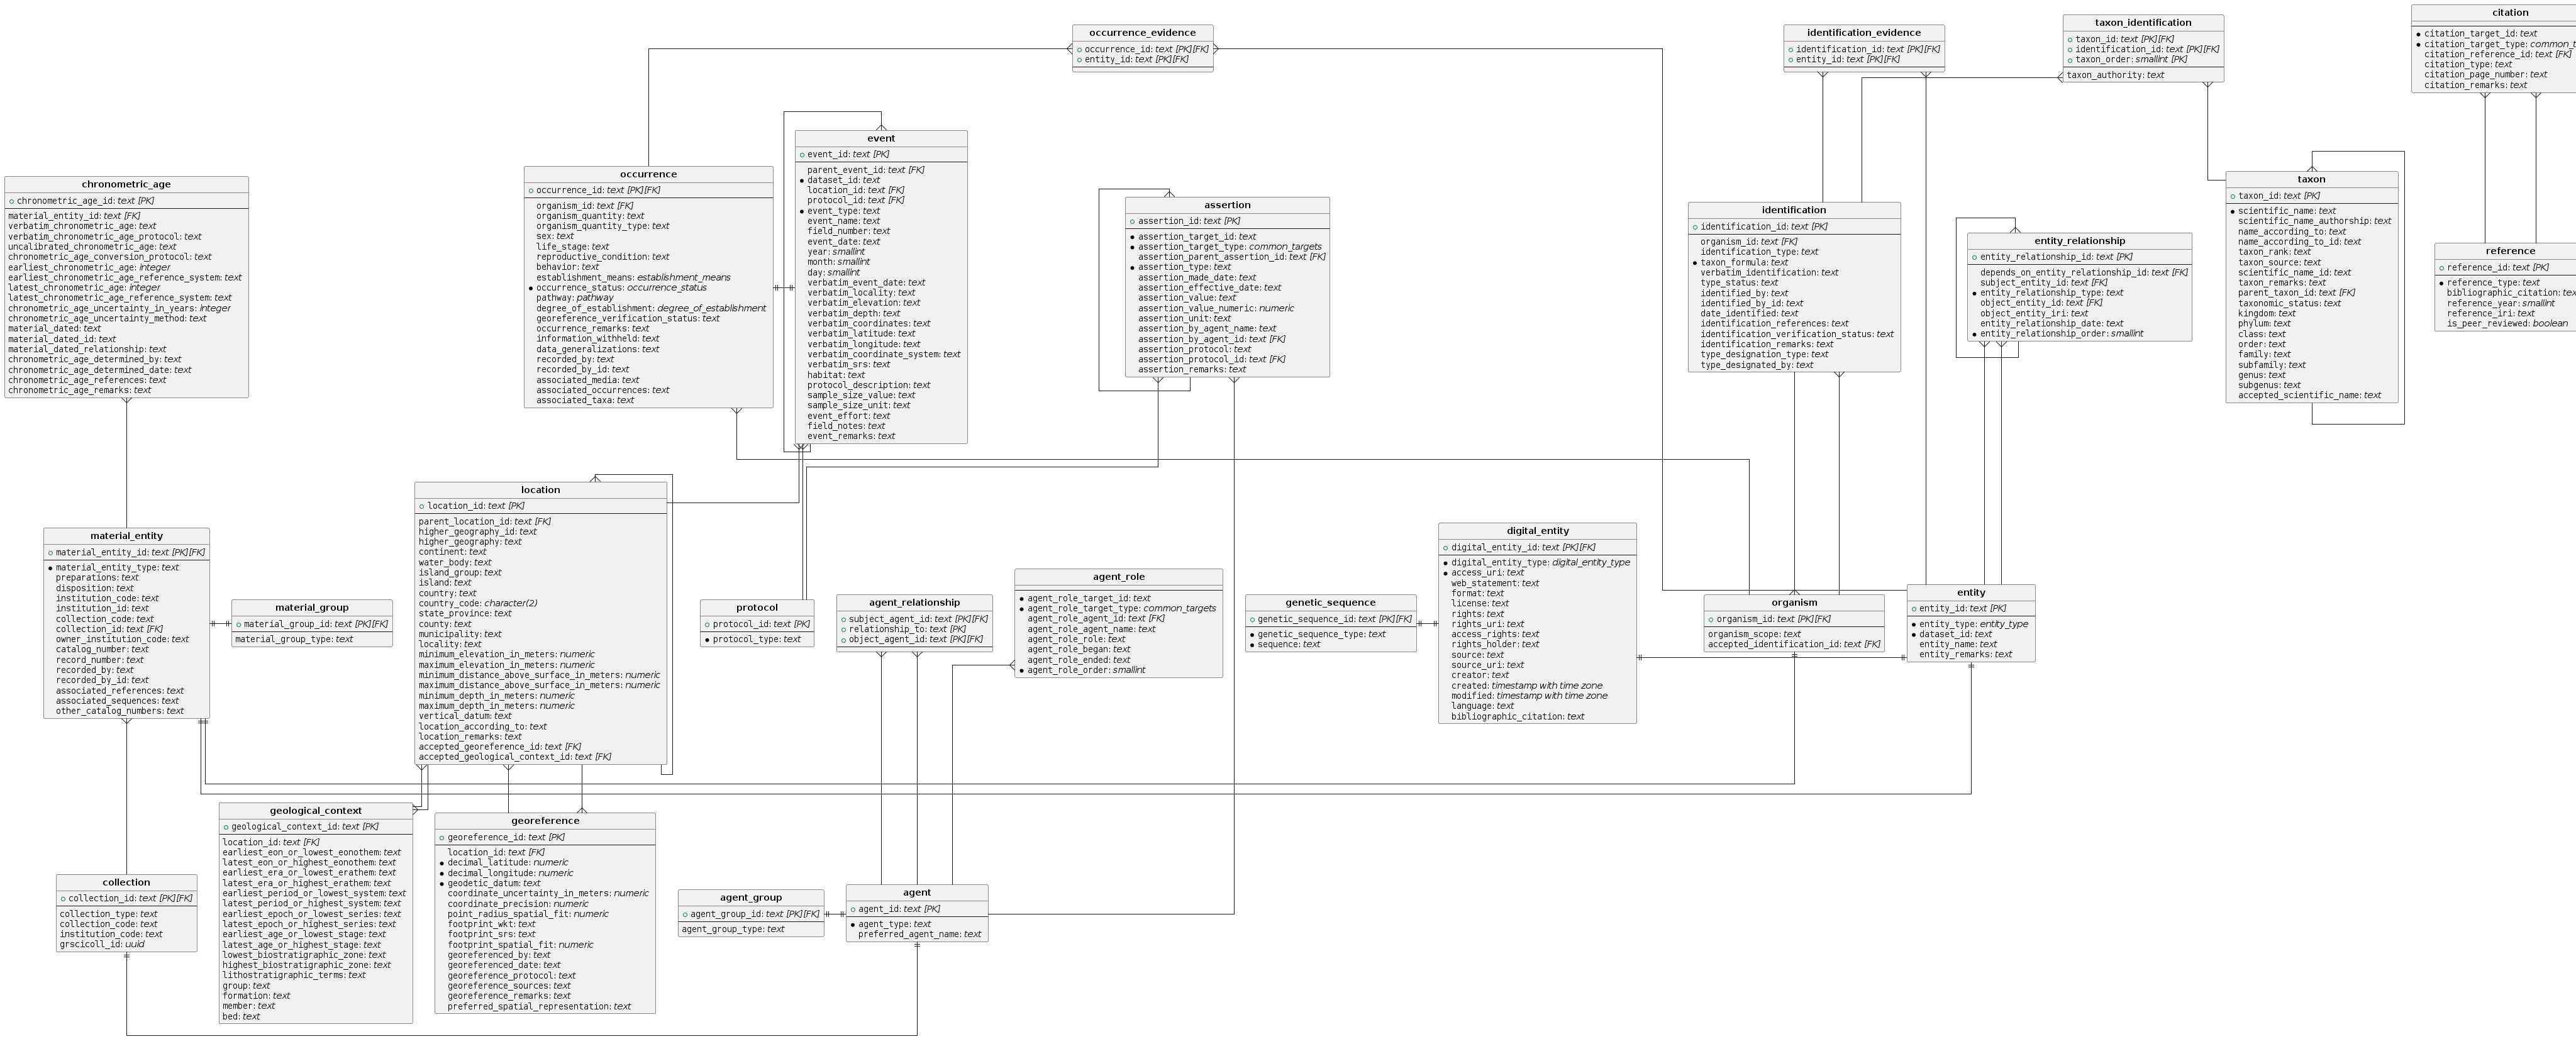 occurrence_evidence
occurrence_id: text [PK][FK]
entity_id: text [PK][FK]
identification_evidence
identification_id: text [PK][FK]
entity_id: text [PK][FK]
taxon_identification
taxon_id: text [PK][FK]
identification_id: text [PK][FK]
taxon_order: smallint [PK]
taxon_authority: text
citation
citation_target_id: text
citation_target_type: common_t
citation_reference_id: text [FK]
citation_type: text
citation_page_number: text
citation_remarks: text
chronometric_age
chronometric_age_id: text [PK]
material_entity_id: text [FK]
verbatim_chronometric_age: text
verbatim_chronometric_age_protocol: text
uncalibrated_chronometric_age: text
chronometric_age_conversion_protocol: text
earliest_chronometric_age: integer
earliest_chronometric_age_reference_system: text
latest_chronometric_age: integer
latest_chronometric_age_reference_system: text
chronometric_age_uncertainty_in_years: integer
chronometric_age_uncertainty_method: text
material_dated: text
material_dated_id: text
material_dated_relationship: text
chronometric_age_determined_by: text
chronometric_age_determined_date: text
chronometric_age_references: text
chronometric_age_remarks: text
occurrence
occurrence_id: text [PK][FK]
organism_id: text [FK]
organism_quantity: text
organism_quantity_type: text
sex: text
life_stage: text
reproductive_condition: text
behavior: text
establishment_means: establishment_means
occurrence_status: occurrence_status
pathway: pathway
degree_of_establishment: degree_of_establishment
georeference_verification_status: text
occurrence_remarks: text
information_withheld: text
data_generalizations: text
recorded_by: text
recorded_by_id: text
associated_media: text
associated_occurrences: text
associated_taxa: text
event
event_id: text [PK]
parent_event_id: text [FK]
dataset_id: text
location_id: text [FK]
protocol_id: text [FK]
event_type: text
event_name: text
field_number: text
event_date: text
year: smallint
month: smallint
day: smallint
verbatim_event_date: text
verbatim_locality: text
verbatim_elevation: text
verbatim_depth: text
verbatim_coordinates: text
verbatim_latitude: text
verbatim_longitude: text
verbatim_coordinate_system: text
verbatim_srs: text
habitat: text
protocol_description: text
sample_size_value: text
sample_size_unit: text
event_effort: text
field_notes: text
event_remarks: text
assertion
assertion_id: text [PK]
assertion_target_id: text
assertion_target_type: common_targets
assertion_parent_assertion_id: text [FK]
assertion_type: text
assertion_made_date: text
assertion_effective_date: text
assertion_value: text
assertion_value_numeric: numeric
assertion_unit: text
assertion_by_agent_name: text
assertion_by_agent_id: text [FK]
assertion_protocol: text
assertion_protocol_id: text [FK]
assertion_remarks: text
identification
identification_id: text [PK]
organism_id: text [FK]
identification_type: text
taxon_formula: text
verbatim_identification: text
type_status: text
identified_by: text
identified_by_id: text
date_identified: text
identification_references: text
identification_verification_status: text
identification_remarks: text
type_designation_type: text
type_designated_by: text
entity_relationship
entity_relationship_id: text [PK]
depends_on_entity_relationship_id: text [FK]
subject_entity_id: text [FK]
entity_relationship_type: text
object_entity_id: text [FK]
object_entity_iri: text
entity_relationship_date: text
entity_relationship_order: smallint
taxon
taxon_id: text [PK]
scientific_name: text
scientific_name_authorship: text
name_according_to: text
name_according_to_id: text
taxon_rank: text
taxon_source: text
scientific_name_id: text
taxon_remarks: text
parent_taxon_id: text [FK]
taxonomic_status: text
kingdom: text
phylum: text
class: text
order: text
family: text
subfamily: text
genus: text
subgenus: text
accepted_scientific_name: text
reference
reference_id: text [PK]
reference_type: text
bibliographic_citation: tex
reference_year: smallint
reference_iri: text
is_peer_reviewed: boolean
material_entity
material_entity_id: text [PK][FK]
material_entity_type: text
preparations: text
disposition: text
institution_code: text
institution_id: text
collection_code: text
collection_id: text [FK]
owner_institution_code: text
catalog_number: text
record_number: text
recorded_by: text
recorded_by_id: text
associated_references: text
associated_sequences: text
other_catalog_numbers: text
material_group
material_group_id: text [PK][FK]
material_group_type: text
location
location_id: text [PK]
parent_location_id: text [FK]
higher_geography_id: text
higher_geography: text
continent: text
water_body: text
island_group: text
island: text
country: text
country_code: character(2)
state_province: text
county: text
municipality: text
locality: text
minimum_elevation_in_meters: numeric
maximum_elevation_in_meters: numeric
minimum_distance_above_surface_in_meters: numeric
maximum_distance_above_surface_in_meters: numeric
minimum_depth_in_meters: numeric
maximum_depth_in_meters: numeric
vertical_datum: text
location_according_to: text
location_remarks: text
accepted_georeference_id: text [FK]
accepted_geological_context_id: text [FK]
protocol
protocol_id: text [PK]
protocol_type: text
agent_relationship
subject_agent_id: text [PK][FK]
relationship_to: text [PK]
object_agent_id: text [PK][FK]
agent_role
agent_role_target_id: text
agent_role_target_type: common_targets
agent_role_agent_id: text [FK]
agent_role_agent_name: text
agent_role_role: text
agent_role_began: text
agent_role_ended: text
agent_role_order: smallint
genetic_sequence
genetic_sequence_id: text [PK][FK]
genetic_sequence_type: text
sequence: text
digital_entity
digital_entity_id: text [PK][FK]
digital_entity_type: digital_entity_type
access_uri: text
web_statement: text
format: text
license: text
rights: text
rights_uri: text
access_rights: text
rights_holder: text
source: text
source_uri: text
creator: text
created: timestamp with time zone
modified: timestamp with time zone
language: text
bibliographic_citation: text
organism
organism_id: text [PK][FK]
organism_scope: text
accepted_identification_id: text [FK]
entity
entity_id: text [PK]
entity_type: entity_type
dataset_id: text
entity_name: text
entity_remarks: text
collection
collection_id: text [PK][FK]
collection_type: text
collection_code: text
institution_code: text
grscicoll_id: uuid
geological_context
geological_context_id: text [PK]
location_id: text [FK]
earliest_eon_or_lowest_eonothem: text
latest_eon_or_highest_eonothem: text
earliest_era_or_lowest_erathem: text
latest_era_or_highest_erathem: text
earliest_period_or_lowest_system: text
latest_period_or_highest_system: text
earliest_epoch_or_lowest_series: text
latest_epoch_or_highest_series: text
earliest_age_or_lowest_stage: text
latest_age_or_highest_stage: text
lowest_biostratigraphic_zone: text
highest_biostratigraphic_zone: text
lithostratigraphic_terms: text
group: text
formation: text
member: text
bed: text
georeference
georeference_id: text [PK]
location_id: text [FK]
decimal_latitude: numeric
decimal_longitude: numeric
geodetic_datum: text
coordinate_uncertainty_in_meters: numeric
coordinate_precision: numeric
point_radius_spatial_fit: numeric
footprint_wkt: text
footprint_srs: text
footprint_spatial_fit: numeric
georeferenced_by: text
georeferenced_date: text
georeference_protocol: text
georeference_sources: text
georeference_remarks: text
preferred_spatial_representation: text
agent_group
agent_group_id: text [PK][FK]
agent_group_type: text
agent
agent_id: text [PK]
agent_type: text
preferred_agent_name: text